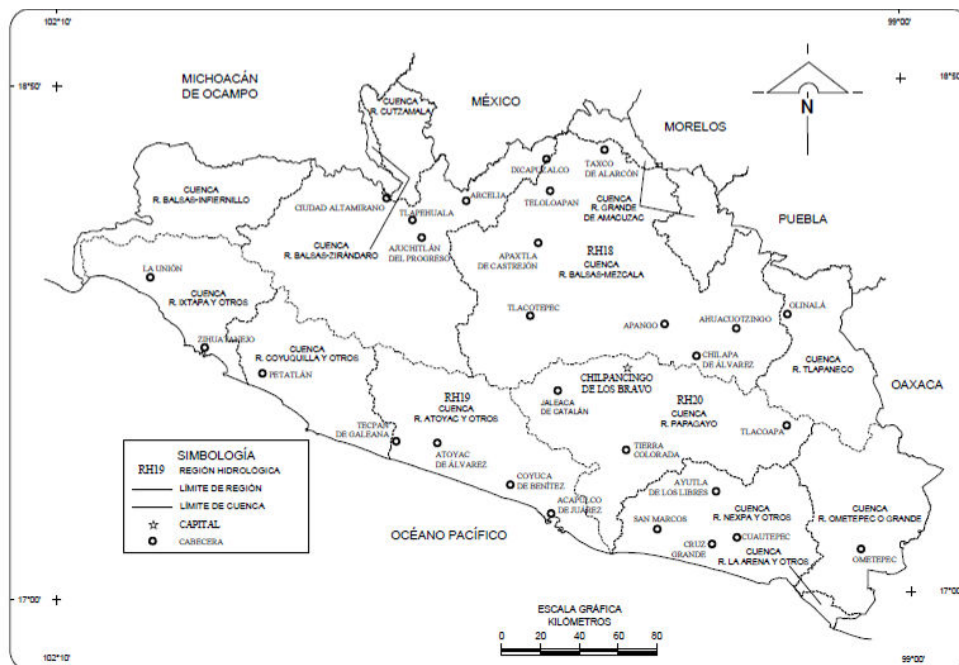 102°10'
99°00'
18°50'
18°50'
MICHOACÁN
DE OCAMPO
MÉXICO
MORELOS
PUEBLA
OAXACA
N
CUENCA
R. CUTZAMALA
IXCAPUZALCO
TAXCO
DE ALARCÓN
CUENCA
R. BALSAS-INFIERNILLO
CIUDAD ALTAMIRANO
ARCELIA
TELOLOAPAN
CUENCA
R. GRANDE
DE AMACUZAC
TLAPEHUALA
AJUCHITLÁN
DEL PROGRESO
CUENCA
R. BALSAS-ZIRÁNDARO
APAXTLA
DE CASTREJÓN
RH18
CUENCA
R. BALSAS-MEZCALA
LA UNIÓN
CUENCA
R. IXTAPA Y OTROS
TLACOTEPEC
APANGO
AHUACUOTZINGO
OLINALÁ
ZIHUATANEJO
CUENCA
R. COYUQUILLA Y OTROS
PETATLÁN
CHILPANCINGO
DE LOS BRAVO
CHILAPA
DE ÁLVAREZ
CUENCA
R. TLAPANECO
RH19
CUENCA
R. ATOYAC Y OTROS
JALEACA
DE CATALÁN
RH20
CUENCA
R. PAPAGAYO
TLACOAPA
TECPAN
DE GALEANA
ATOYAC
DE ÁLVAREZ
TIERRA
COLORADA
COYUCA
DE BENÍTEZ
AYUTLA
DE LOS LIBRES
ACAPULCO
DE JUÁREZ
SAN MARCOS
CUENCA
R. NEXPA Y OTROS
CUENCA
R. OMETEPEC O GRANDE
CRUZ
GRANDE
CUAUTEPEC
CUENCA
R. LA ARENA Y OTROS
OMETEPEC
OCÉANO PACÍFICO
SIMBOLOGÍA
RH19 REGIÓN HIDROLÓGICA
LÍMITE DE REGIÓN
LÍMITE DE CUENCA
CAPITAL
CABECERA
17°00'
17°00'
ESCALA GRÁFICA
KILÓMETROS
0 20 40 60 80
102°10'
99°00'